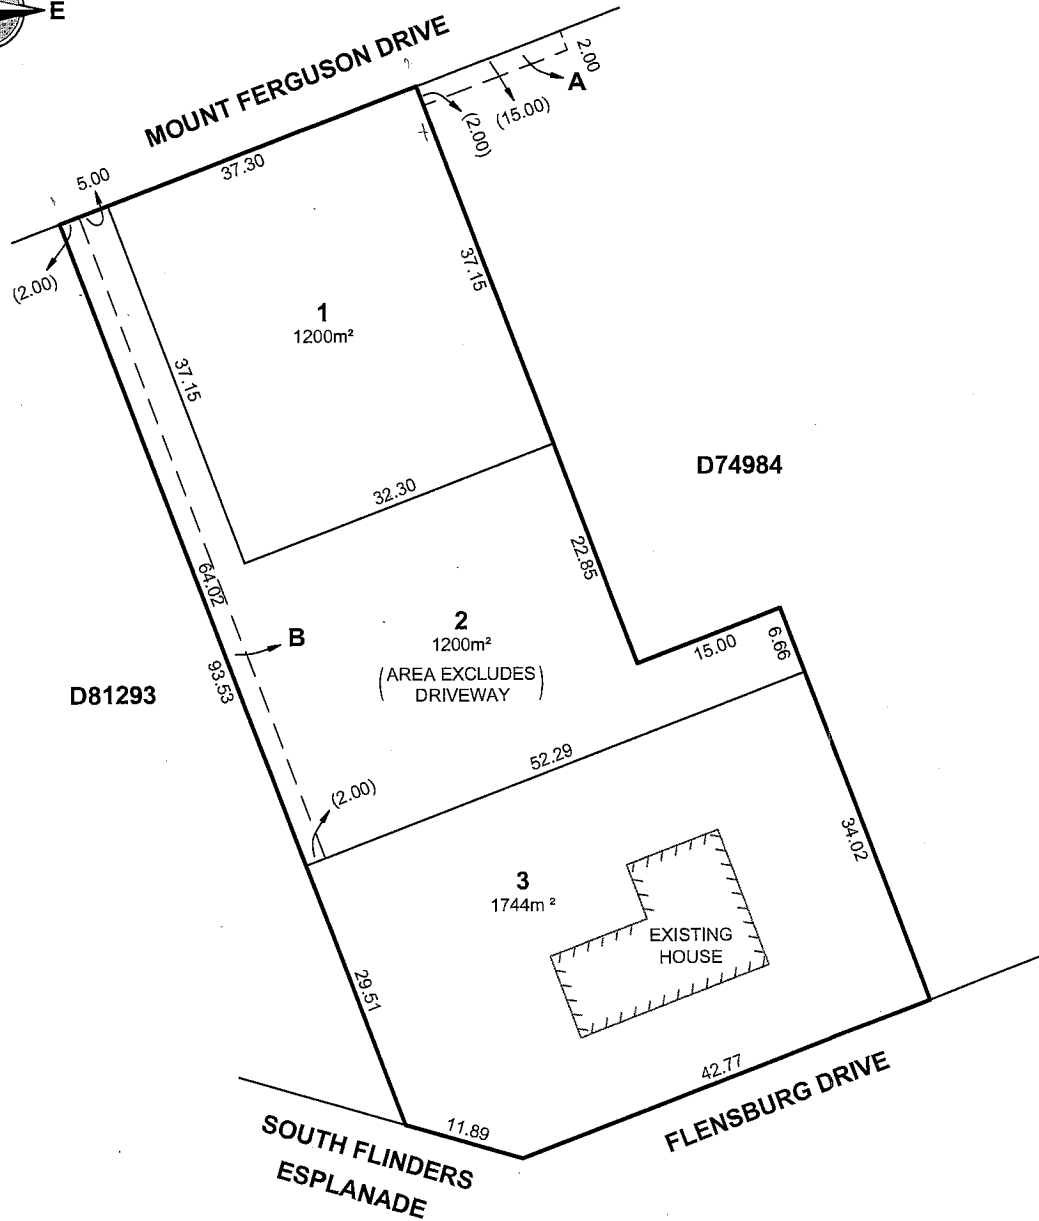 E
MOUNT FERGUSON DRIVE
2.00
A
(15.00)
(2.00)
37.30
5.00
(2.00)
37.15
1
1200m²
37.15
32.30
D74984
22.85
64.02
2
1200m²
(AREA EXCLUDES
DRIVEWAY)
B
15.00
6.66
93.53
D81293
52.29
(2.00)
34.02
3
1744m²
EXISTING
HOUSE
29.51
42.77
FLENSBURG DRIVE
11.89
SOUTH FLINDERS
ESPLANADE